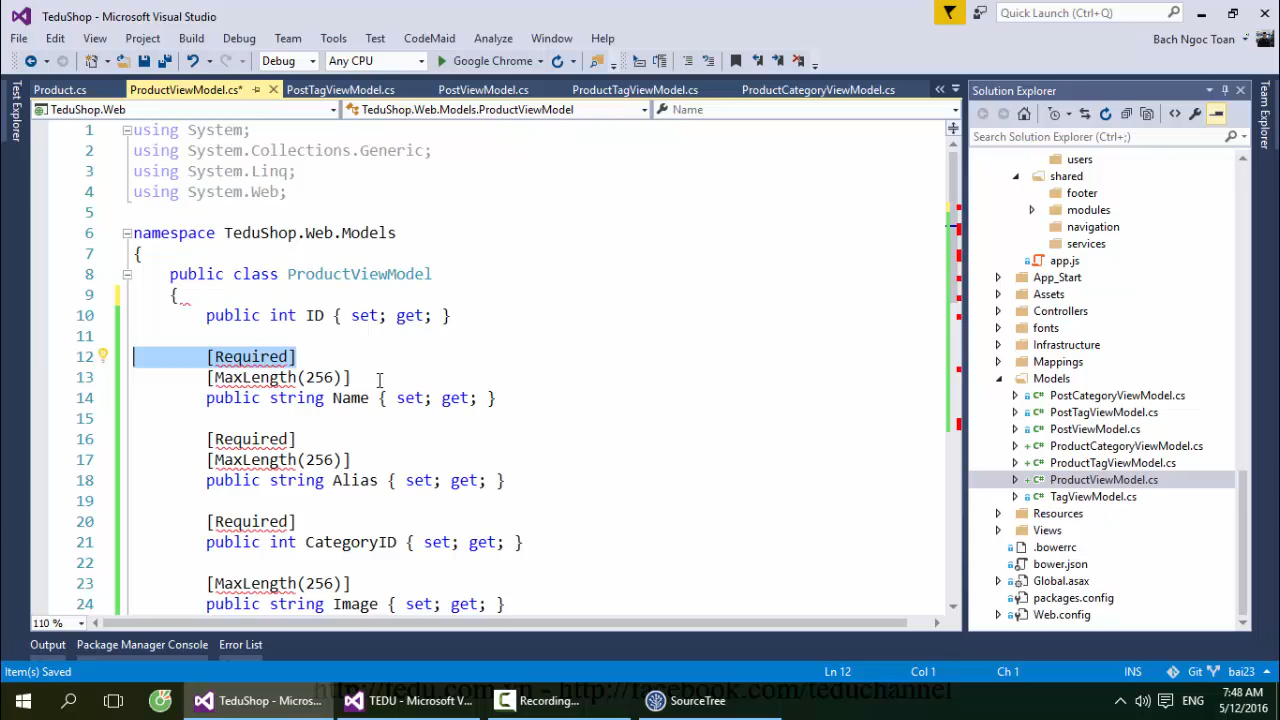 TeduShop - Microsoft Visual Studio
Quick Launch (Ctrl+Q)
File Edit View Project Build Debug Team Tools Test CodeMaid Analyze Window Help
Bach Ngoc Toan
Debug Any CPU Google Chrome
Test Explorer
Product.cs ProductViewModel.cs* PostTagViewModel.cs PostViewModel.cs ProductTagViewModel.cs ProductCategoryViewModel.cs
TeduShop.Web TeduShop.Web.Models.ProductViewModel Name
1 using System;
2 using System.Collections.Generic;
3 using System.Linq;
4 using System.Web;
5
6 namespace TeduShop.Web.Models
7 {
8 public class ProductViewModel
9 {
10 public int ID { set; get; }
11
12 [Required]
13 [MaxLength(256)]
14 public string Name { set; get; }
15
16 [Required]
17 [MaxLength(256)]
18 public string Alias { set; get; }
19
20 [Required]
21 public int CategoryID { set; get; }
22
23 [MaxLength(256)]
24 public string Image { set; get; }
110 %
Solution Explorer
Search Solution Explorer (Ctrl+;)
users
shared
footer
modules
navigation
services
app.js
App_Start
Assets
Controllers
fonts
Infrastructure
Mappings
Models
PostCategoryViewModel.cs
PostTagViewModel.cs
PostViewModel.cs
ProductCategoryViewModel.cs
ProductTagViewModel.cs
ProductViewModel.cs
TagViewModel.cs
Resources
Views
.bowerrc
bower.json
Global.asax
packages.config
Web.config
Team Explorer
Output Package Manager Console Error List
Item(s) Saved Ln 12 Col 1 Ch 1 INS Git bai23
http://tedu.com.vn - http://facebook.com/teduchannel
TeduShop - Micros... TEDU - Microsoft V... Recording... SourceTree
ENG
7:48 AM
5/12/2016